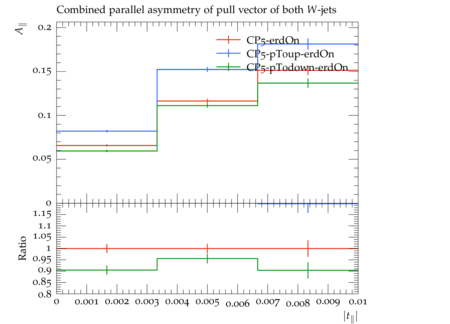 Combined parallel asymmetry of pull vector of both W-jets
A∥
CP5-erdOn
CP5-pToup-erdOn
CP5-pTodown-erdOn
0.2
0.15
0.1
0.05
0
Ratio
1.15
1.1
1.05
1
0.95
0.9
0.85
0.8
0 0.001 0.002 0.003 0.004 0.005 0.006 0.007 0.008 0.009 0.01
|t∥|